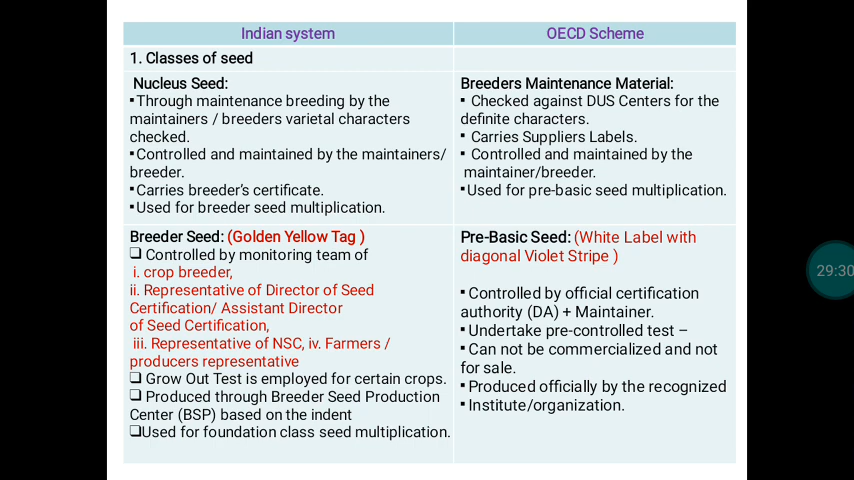 Indian system
OECD Scheme
1. Classes of seed
Nucleus Seed:
▪Through maintenance breeding by the
maintainers / breeders varietal characters
checked.
▪Controlled and maintained by the maintainers/
breeder.
▪Carries breeder's certificate.
▪Used for breeder seed multiplication.
Breeders Maintenance Material:
▪ Checked against DUS Centers for the
definite characters.
▪ Carries Suppliers Labels.
▪ Controlled and maintained by the
maintainer/breeder.
▪Used for pre-basic seed multiplication.
Breeder Seed: (Golden Yellow Tag )
❑ Controlled by monitoring team of
i. crop breeder,
ii. Representative of Director of Seed
Certification/ Assistant Director
of Seed Certification,
iii. Representative of NSC, iv. Farmers /
producers representative
❑ Grow Out Test is employed for certain crops.
❑ Produced through Breeder Seed Production
Center (BSP) based on the indent
❑Used for foundation class seed multiplication.
Pre-Basic Seed: (White Label with
diagonal Violet Stripe )
▪Controlled by official certification
authority (DA) + Maintainer.
▪Undertake pre-controlled test –
▪Can not be commercialized and not
for sale.
▪Produced officially by the recognized
▪Institute/organization.
29:30